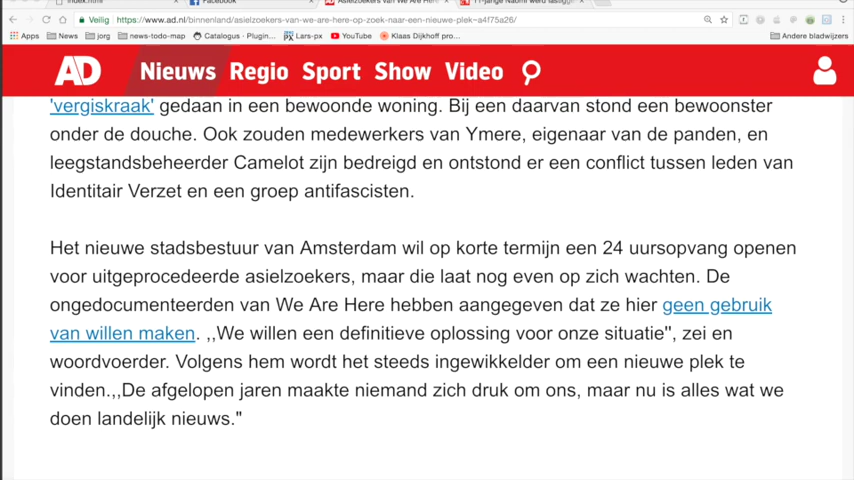 index.html
Facebook
Asielzoekers van We Are Here
Veilig https://www.ad.nl/binnenland/asielzoekers-van-we-are-here-op-zoek-naar-een-nieuwe-plek~a4f75a26/
Apps News jorg news-todo-map Catalogus - Plugin... Lars-px YouTube Klaas Dijkhoff pro... Andere bladwijzers
AD Nieuws Regio Sport Show Video
'vergiskraak' gedaan in een bewoonde woning. Bij een daarvan stond een bewoonster
onder de douche. Ook zouden medewerkers van Ymere, eigenaar van de panden, en
leegstandsbeheerder Camelot zijn bedreigd en ontstond er een conflict tussen leden van
Identitair Verzet en een groep antifascisten.
Het nieuwe stadsbestuur van Amsterdam wil op korte termijn een 24 uursopvang openen
voor uitgeprocedeerde asielzoekers, maar die laat nog even op zich wachten. De
ongedocumenteerden van We Are Here hebben aangegeven dat ze hier geen gebruik
van willen maken. ,,We willen een definitieve oplossing voor onze situatie", zei en
woordvoerder. Volgens hem wordt het steeds ingewikkelder om een nieuwe plek te
vinden.,,De afgelopen jaren maakte niemand zich druk om ons, maar nu is alles wat we
doen landelijk nieuws."